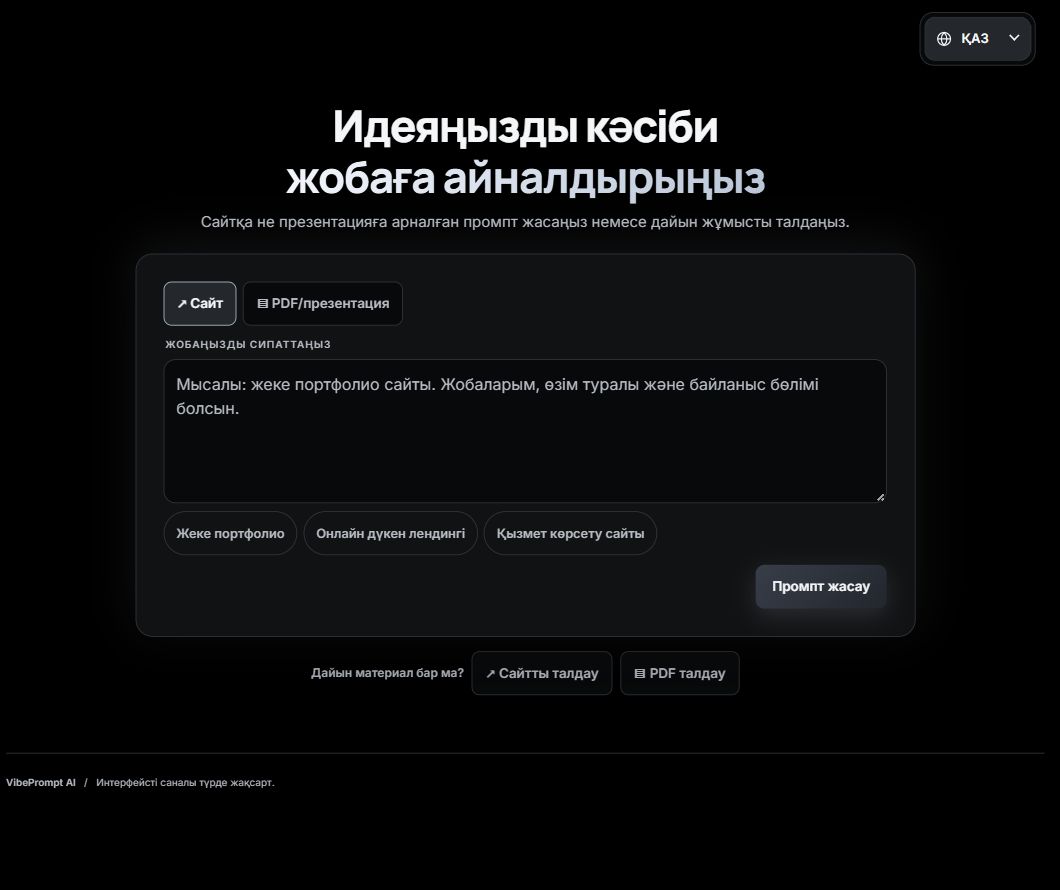 ҚАЗ
Идеяңызды кәсіби
жобаға айналдырыңыз
Сайтқа не презентацияға арналған промпт жасаңыз немесе дайын жұмысты талдаңыз.
↗ Сайт
▤ PDF/презентация
ЖОБАҢЫЗДЫ СИПАТТАҢЫЗ
Мысалы: жеке портфолио сайты. Жобаларым, өзім туралы және байланыс бөлімі
болсын.
Жеке портфолио
Онлайн дүкен лендингі
Қызмет көрсету сайты
Промпт жасау
Дайын материал бар ма?
↗ Сайтты талдау
▤ PDF талдау
VibePrompt AI / Интерфейсті саналы түрде жақсарт.